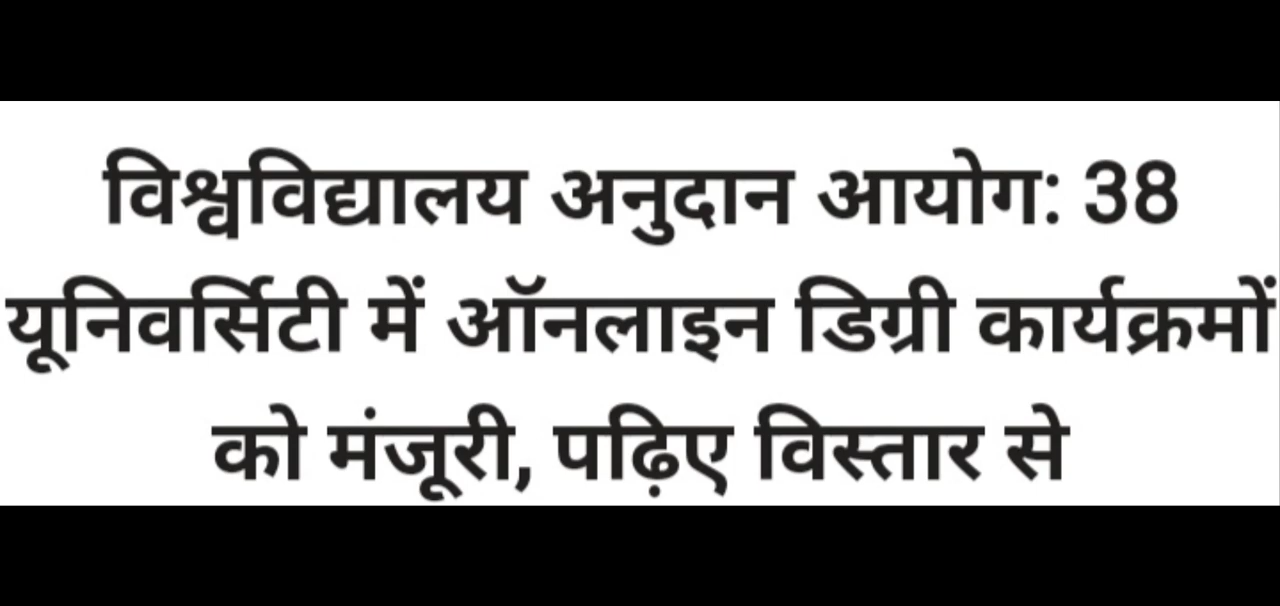 विश्वविद्यालय अनुदान आयोग: 38
यूनिवर्सिटी में ऑनलाइन डिग्री कार्यक्रमों
को मंजूरी, पढ़िए विस्तार से